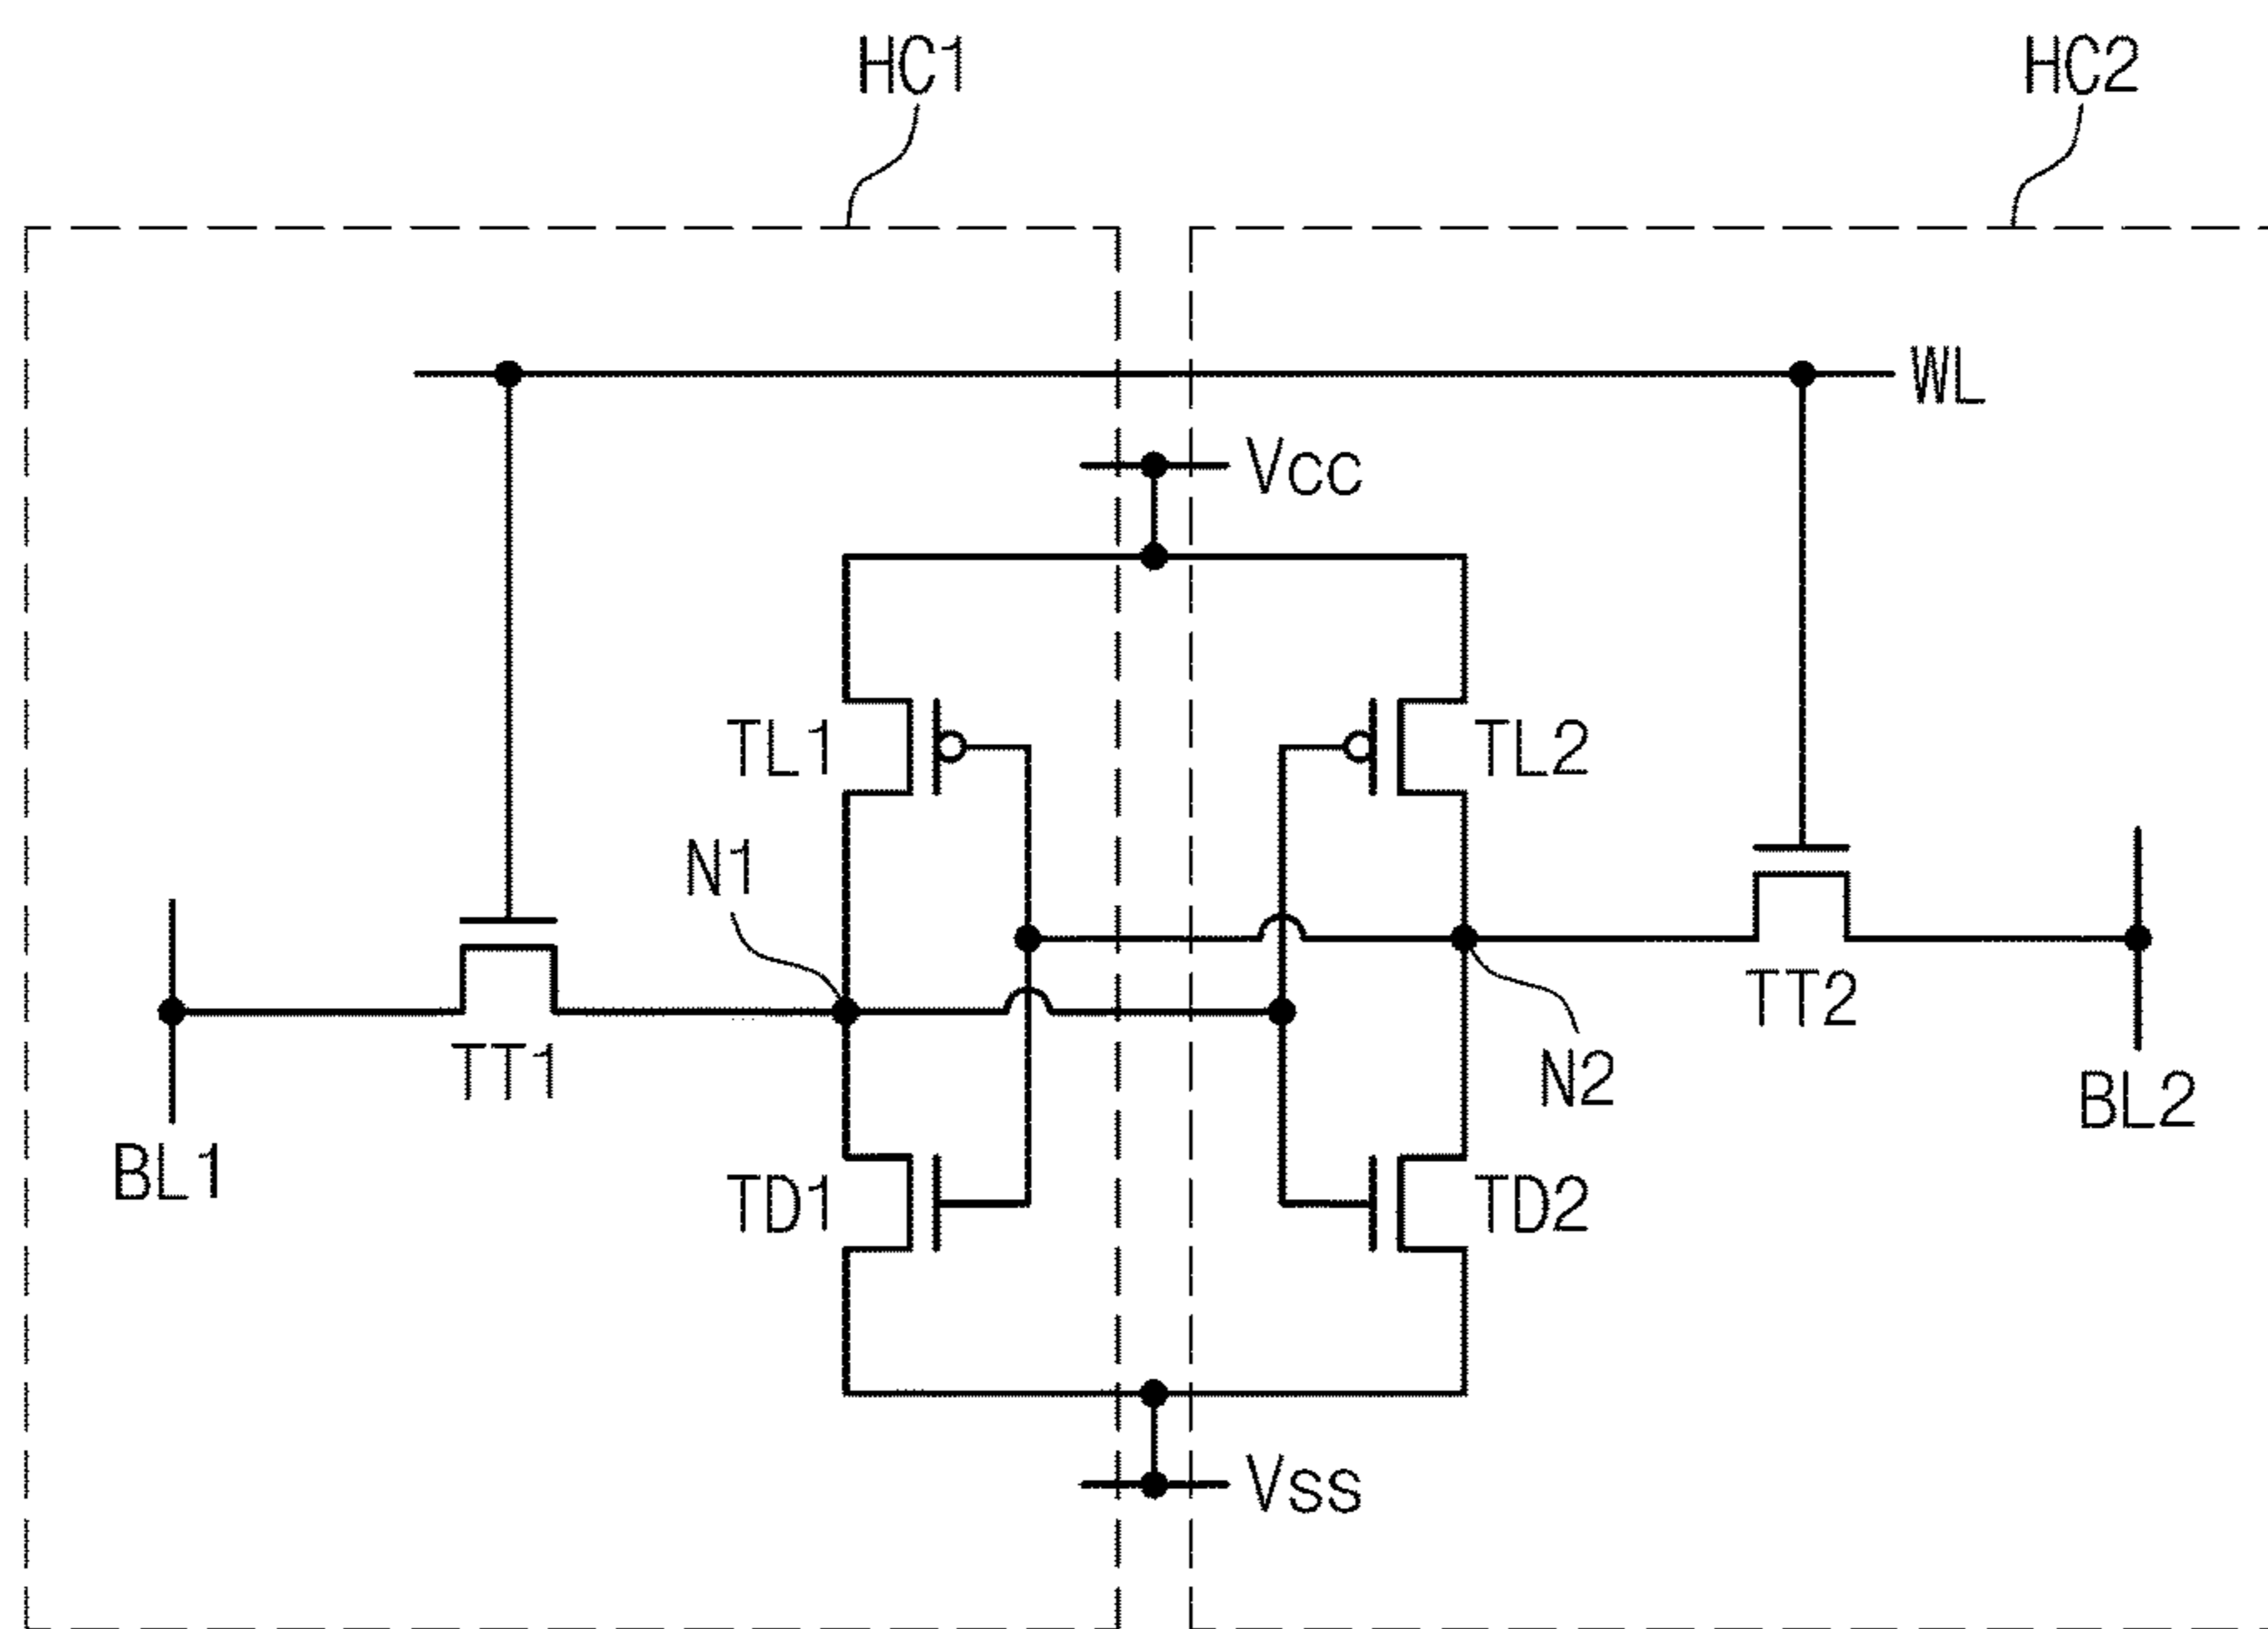 HC1
HC2
WL
VCC
TL1
TL2
N1
TT1
TT2
N2
BL1
BL2
TD1
TD2
VSS